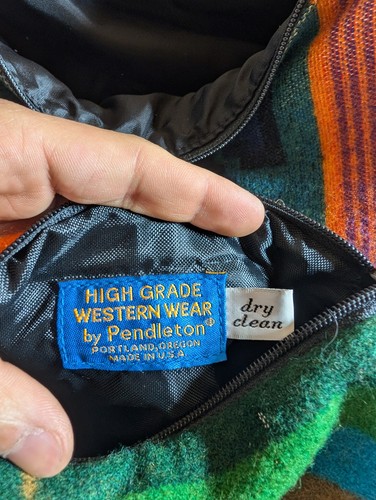 HIGH GRADE
WESTERN WEAR
by Pendleton®
PORTLAND, OREGON
MADE IN U.S.A
dry
clean